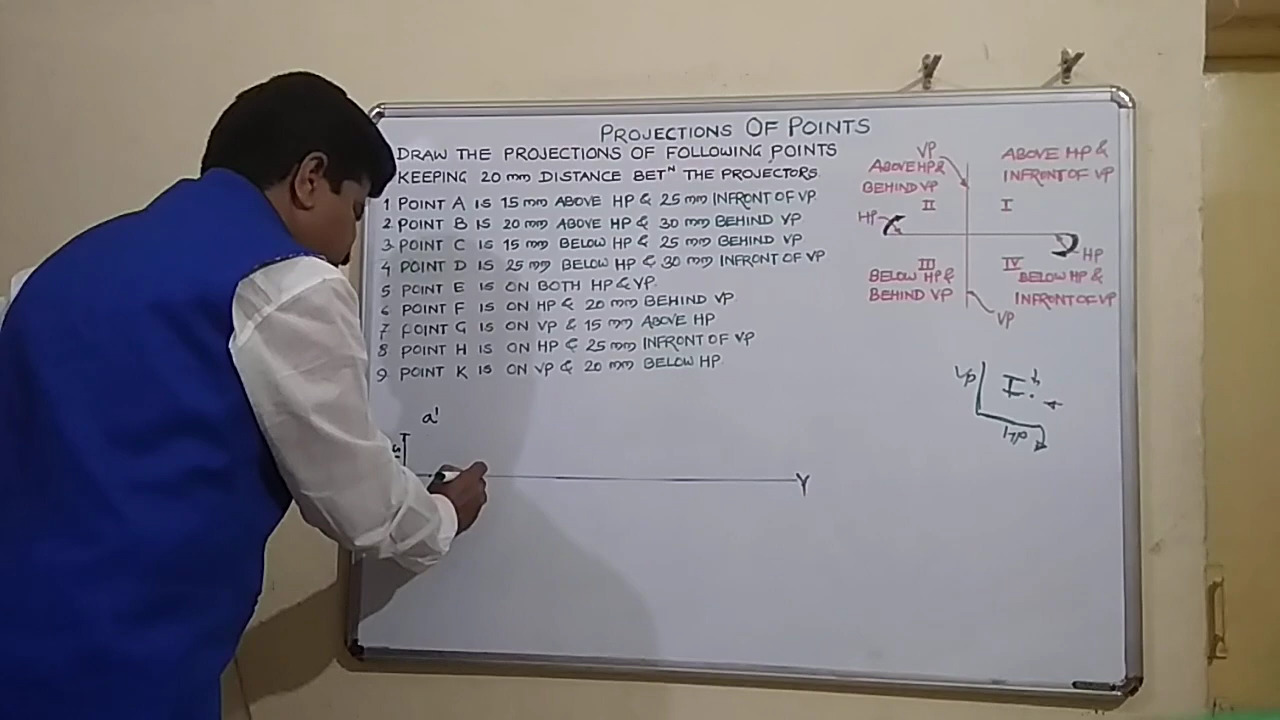 PROJECTIONS OF POINTS
DRAW THE PROJECTIONS OF FOLLOWING POINTS
KEEPING 20 mm DISTANCE BETN THE PROJECTORS
1 POINT A IS 15 mm ABOVE HP & 25 mm INFRONT OF VP
2 POINT B IS 20 mm ABOVE HP & 30 mm BEHIND VP
3 POINT C IS 15 mm BELOW HP & 25 mm BEHIND VP
4 POINT D IS 25 mm BELOW HP & 30 mm INFRONT OF VP
5 POINT E IS ON BOTH HP & VP
6 POINT F IS ON HP & 20 mm BEHIND VP
7 POINT G IS ON VP & 15 mm ABOVE HP
8 POINT H IS ON HP & 25 mm INFRONT OF VP
9 POINT K IS ON VP & 20 mm BELOW HP
VP
ABOVE HP &
BEHIND VP
II
ABOVE HP &
INFRONT OF VP
I
HP
HP
III
BELOW HP &
BEHIND VP
IV
BELOW HP &
INFRONT OF VP
VP
VP
I
HP
a'
15
Y